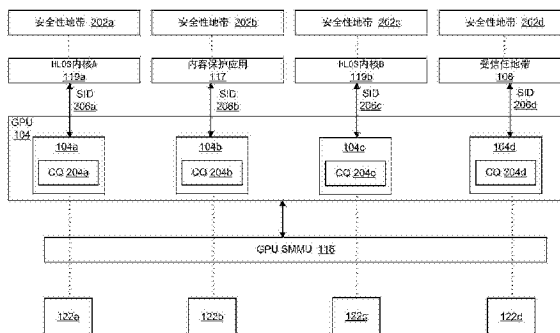 安全性地带 202a
安全性地带 202b
安全性地带 202c
安全性地带 202d
HLOS内核A
119a
内容保护应用
117
HLOS内核B
119b
受信任地带
106
SID
206a
SID
206b
SID
206c
SID
206d
GPU
104
104a
104b
104c
104d
CQ 204a
CQ 204b
CQ 204c
CQ 204d
GPU SMMU 116
122a
122b
122c
122d